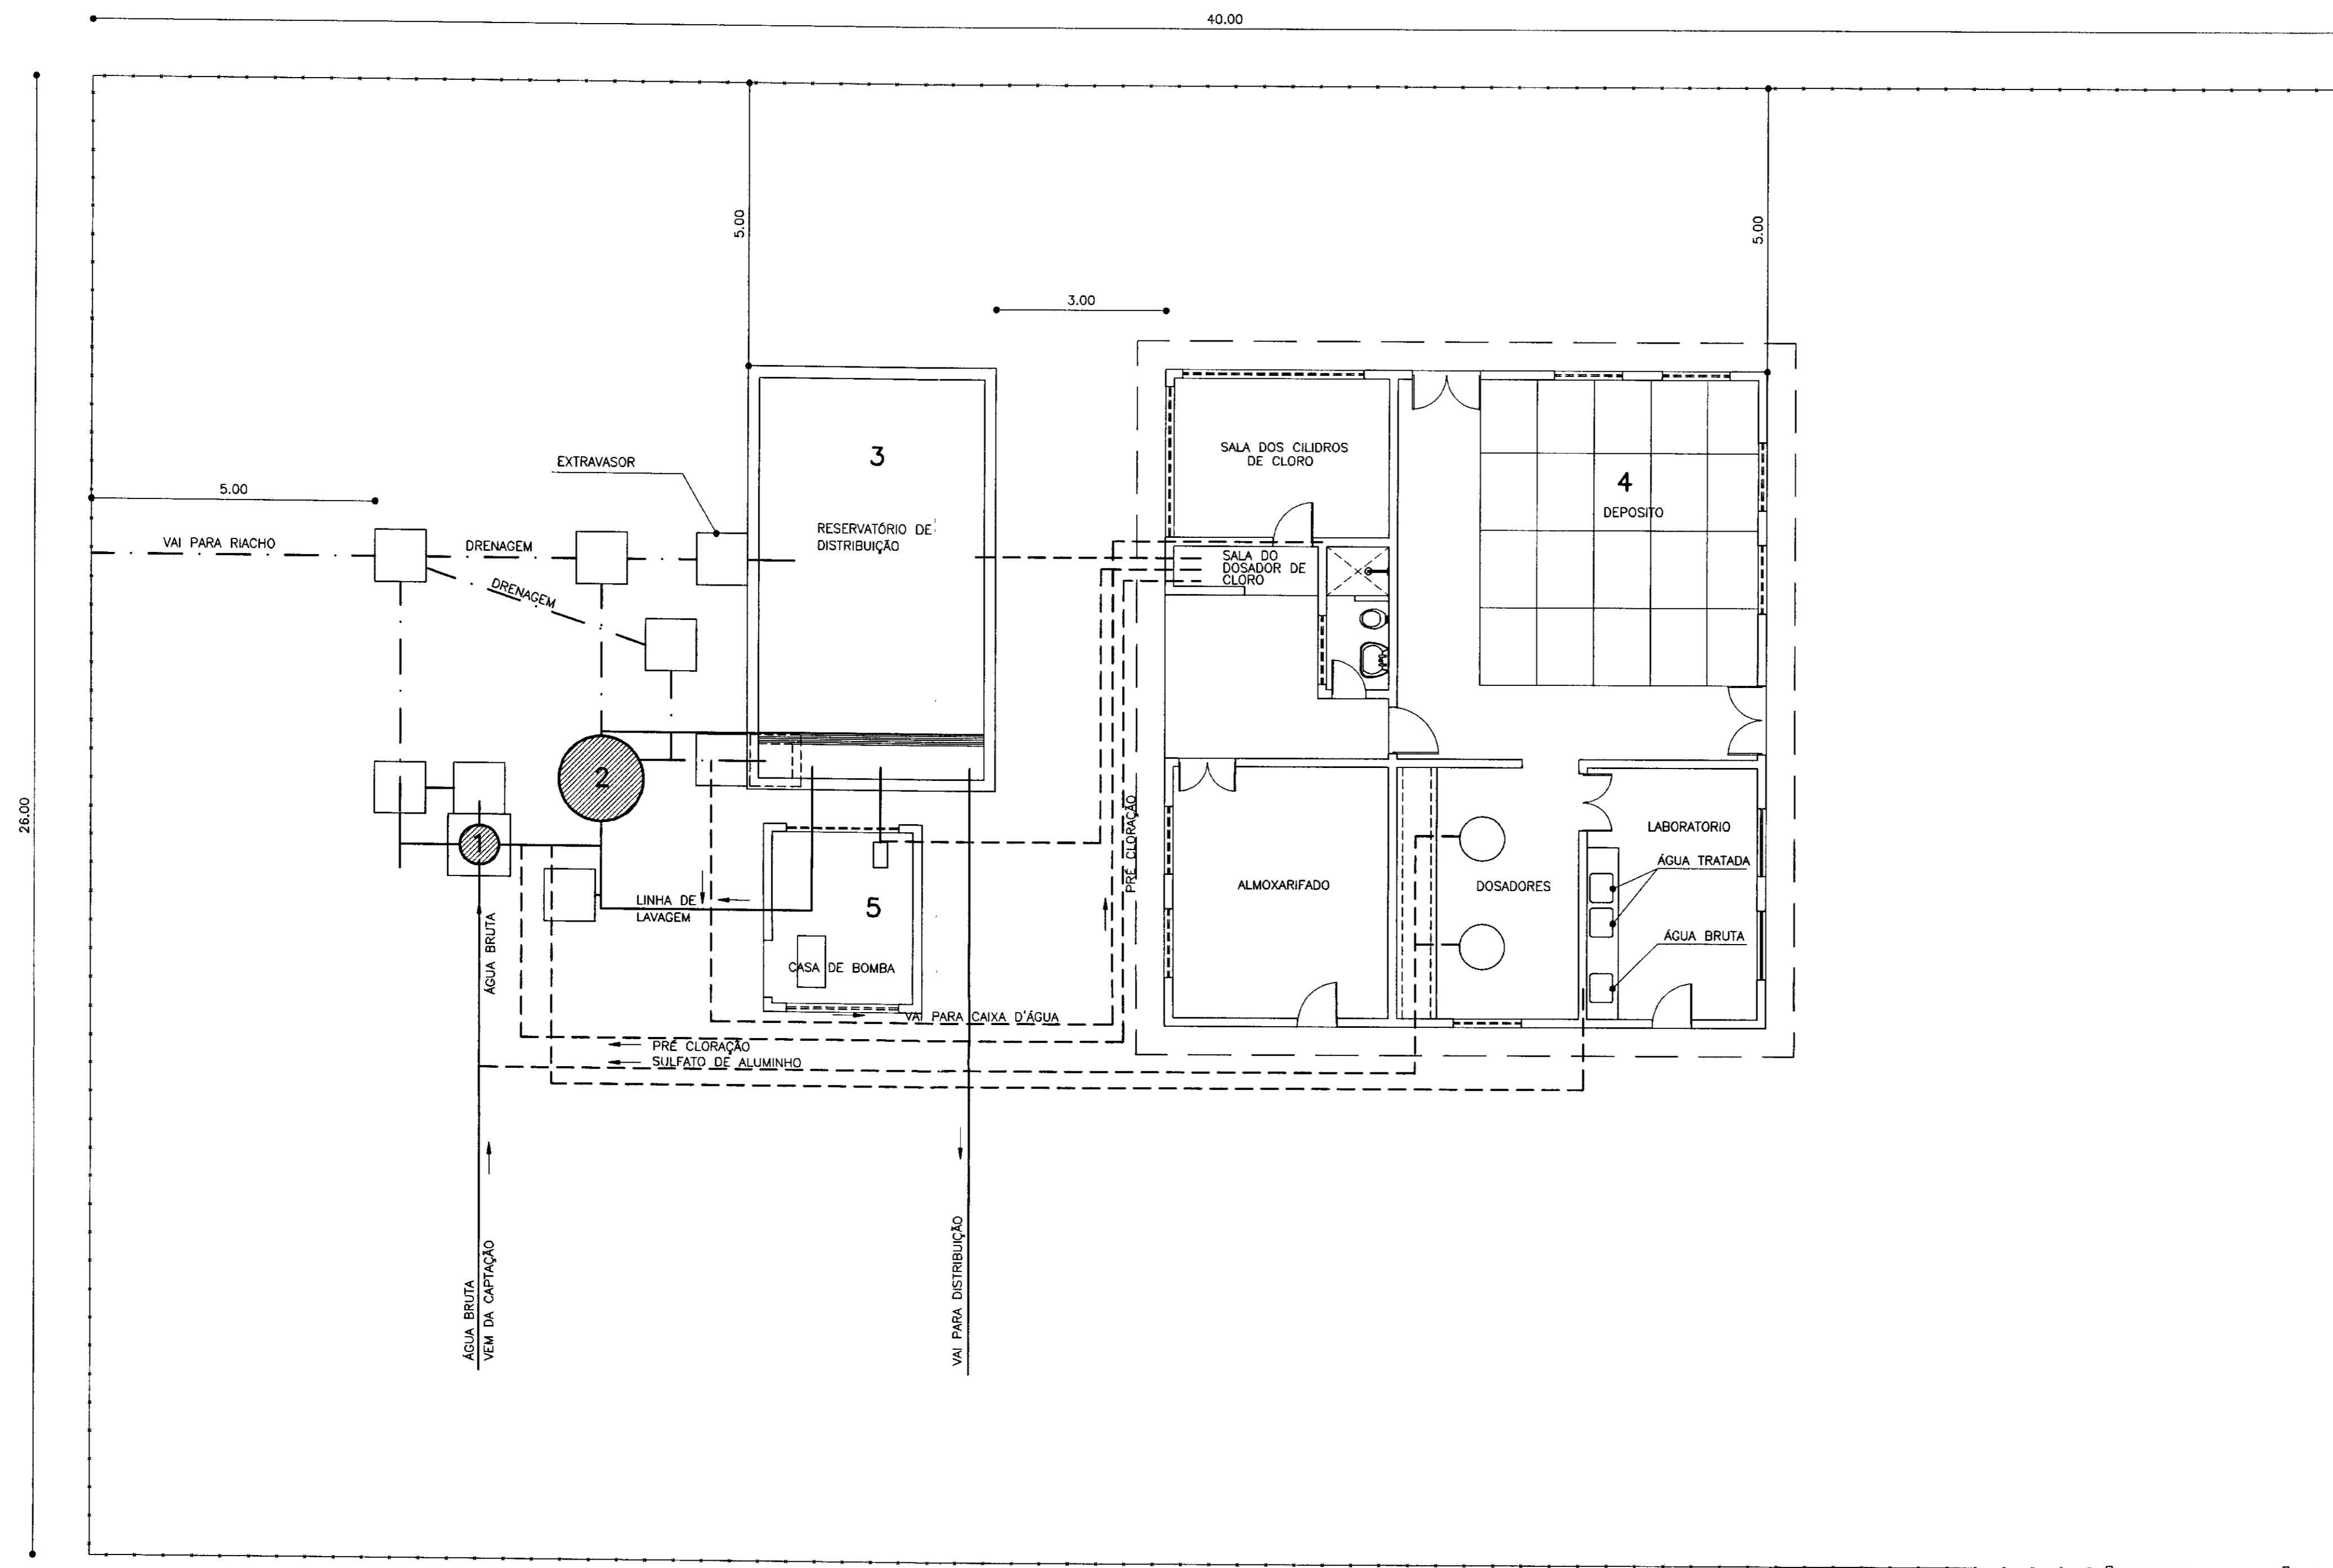 40.00
5.00
5.00
3.00
3
SALA DOS CILIDROS
DE CLORO
EXTRAVASOR
4
DEPOSITO
5.00
RESERVATÓRIO DE
DISTRIBUIÇÃO
VAI PARA RIACHO
DRENAGEM
SALA DO
DOSADOR DE
CLORO
DRENAGEM
26.00
2
1
PRÉ CLORAÇÃO
LABORATORIO
ÁGUA TRATADA
ALMOXARIFADO
DOSADORES
LINHA DE
LAVAGEM
5
ÁGUA BRUTA
ÁGUA BRUTA
CASA DE BOMBA
VAI PARA CAIXA D'ÁGUA
PRÉ CLORAÇÃO
SULFATO DE ALUMINHO
ÁGUA BRUTA
VEM DA CAPTAÇÃO
VAI PARA DISTRIBUIÇÃO